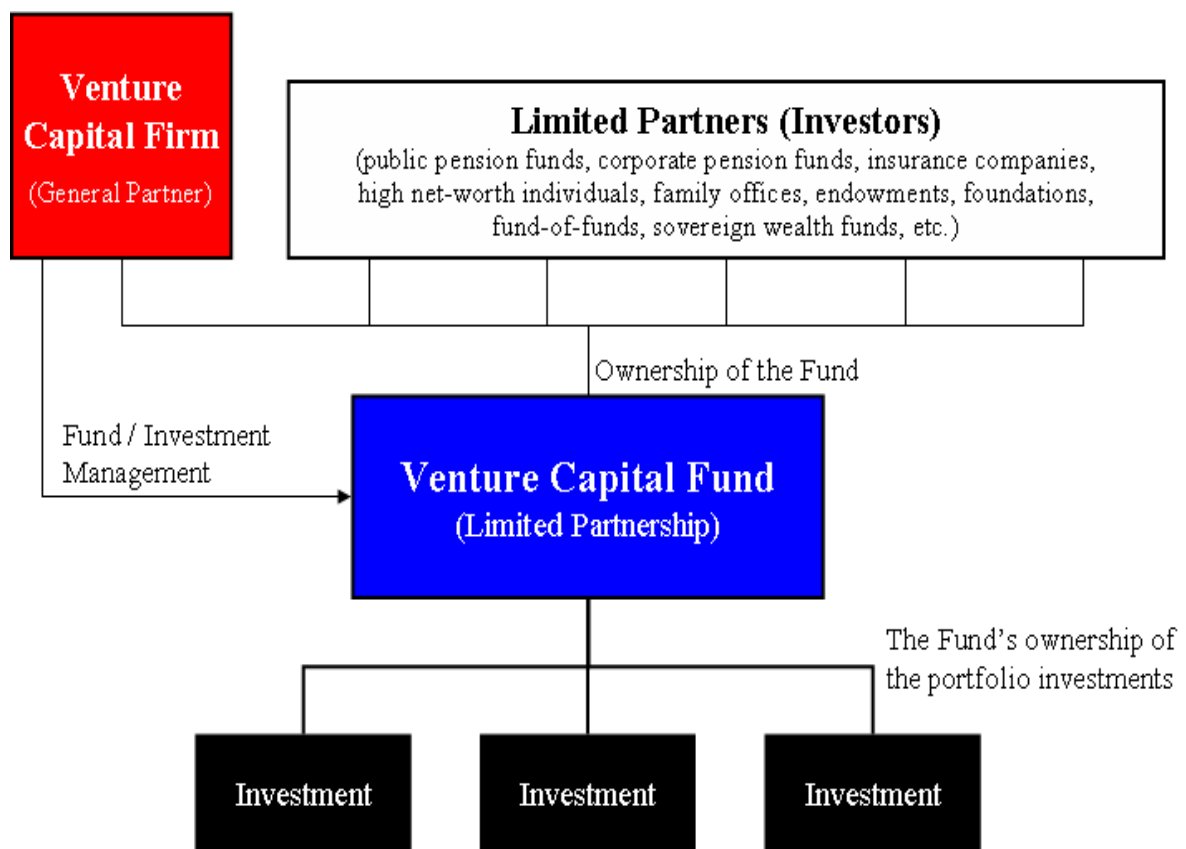 Venture
Capital Firm
(General Partner)
Limited Partners (Investors)
(public pension funds, corporate pension funds, insurance companies,
high net-worth individuals, family offices, endowments, foundations,
fund-of-funds, sovereign wealth funds, etc.)
Ownership of the Fund
Fund / Investment
Management
Venture Capital Fund
(Limited Partnership)
The Fund’s ownership of
the portfolio investments
Investment
Investment
Investment